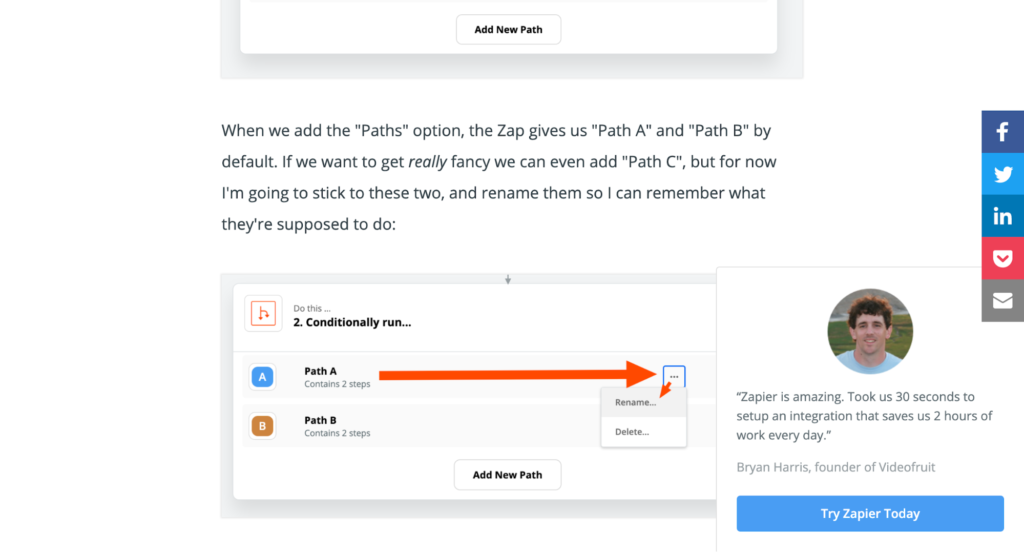 Add New Path
When we add the "Paths" option, the Zap gives us "Path A" and "Path B" by
default. If we want to get really fancy we can even add "Path C", but for now
I'm going to stick to these two, and rename them so I can remember what
they're supposed to do:
Do this ...
2. Conditionally run...
A
Path A
Contains 2 steps
...
Rename...
Delete...
B
Path B
Contains 2 steps
Add New Path
“Zapier is amazing. Took us 30 seconds to
setup an integration that saves us 2 hours of
work every day.”
Bryan Harris, founder of Videofruit
Try Zapier Today
f
in